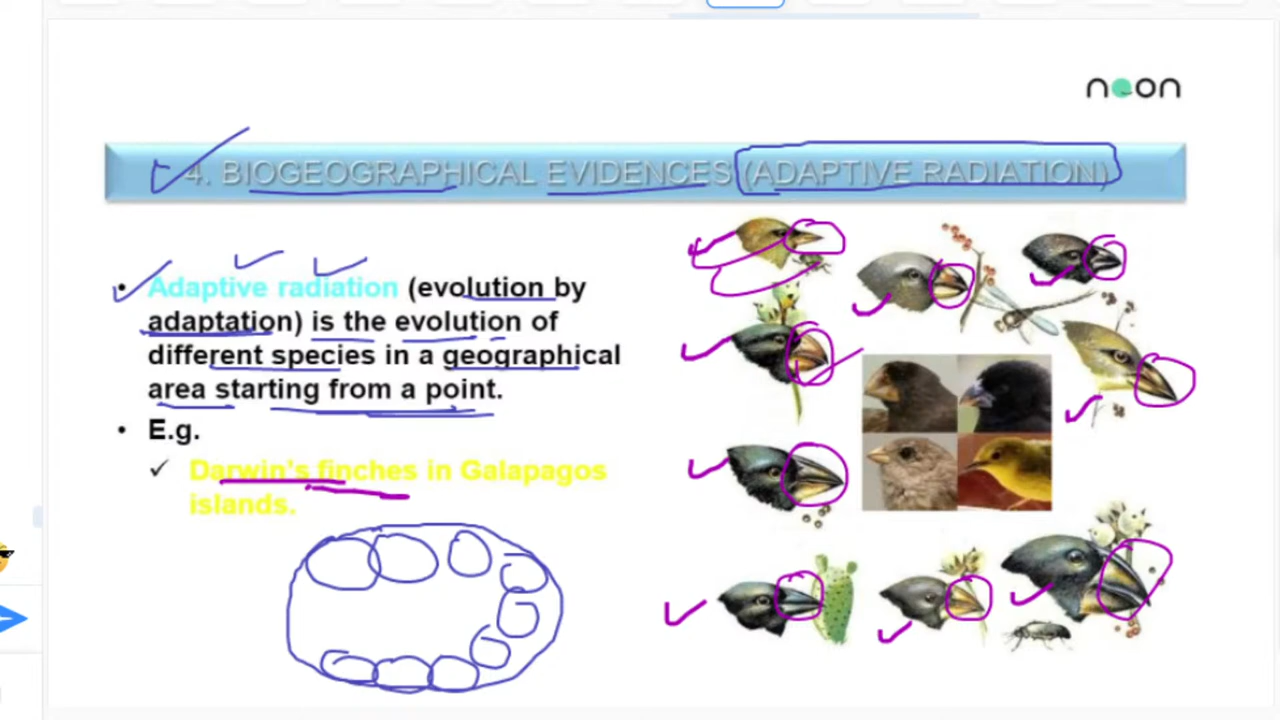 noon
4. BIOGEOGRAPHICAL EVIDENCES (ADAPTIVE RADIATION)
• Adaptive radiation (evolution by
adaptation) is the evolution of
different species in a geographical
area starting from a point.
• E.g.
✓ Darwin's finches in Galapagos
islands.